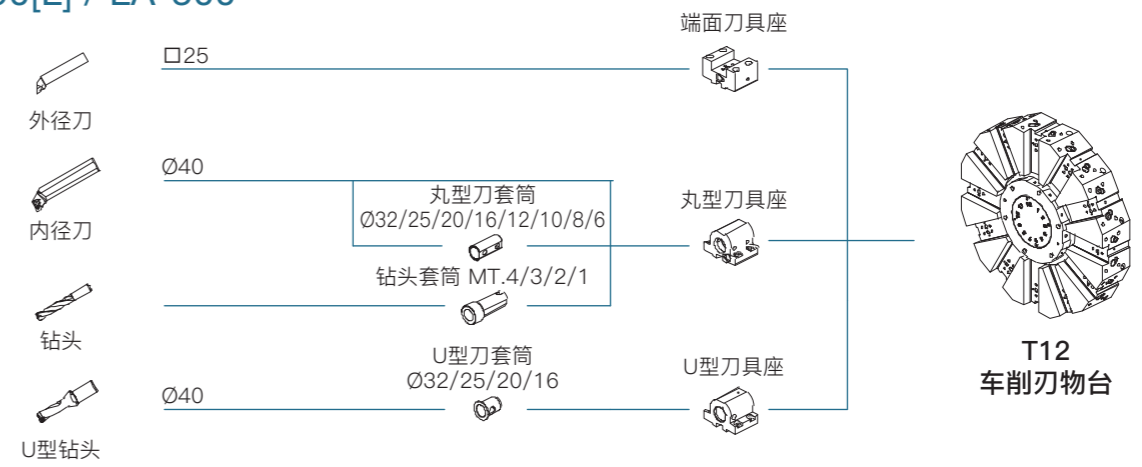 端面刀具座
□25
外径刀
Ø40
丸型刀套筒
Ø32/25/20/16/12/10/8/6
丸型刀具座
内径刀
钻头套筒 MT.4/3/2/1
钻头
U型刀套筒
Ø32/25/20/16
U型刀具座
T12
车削刃物台
Ø40
U型钻头